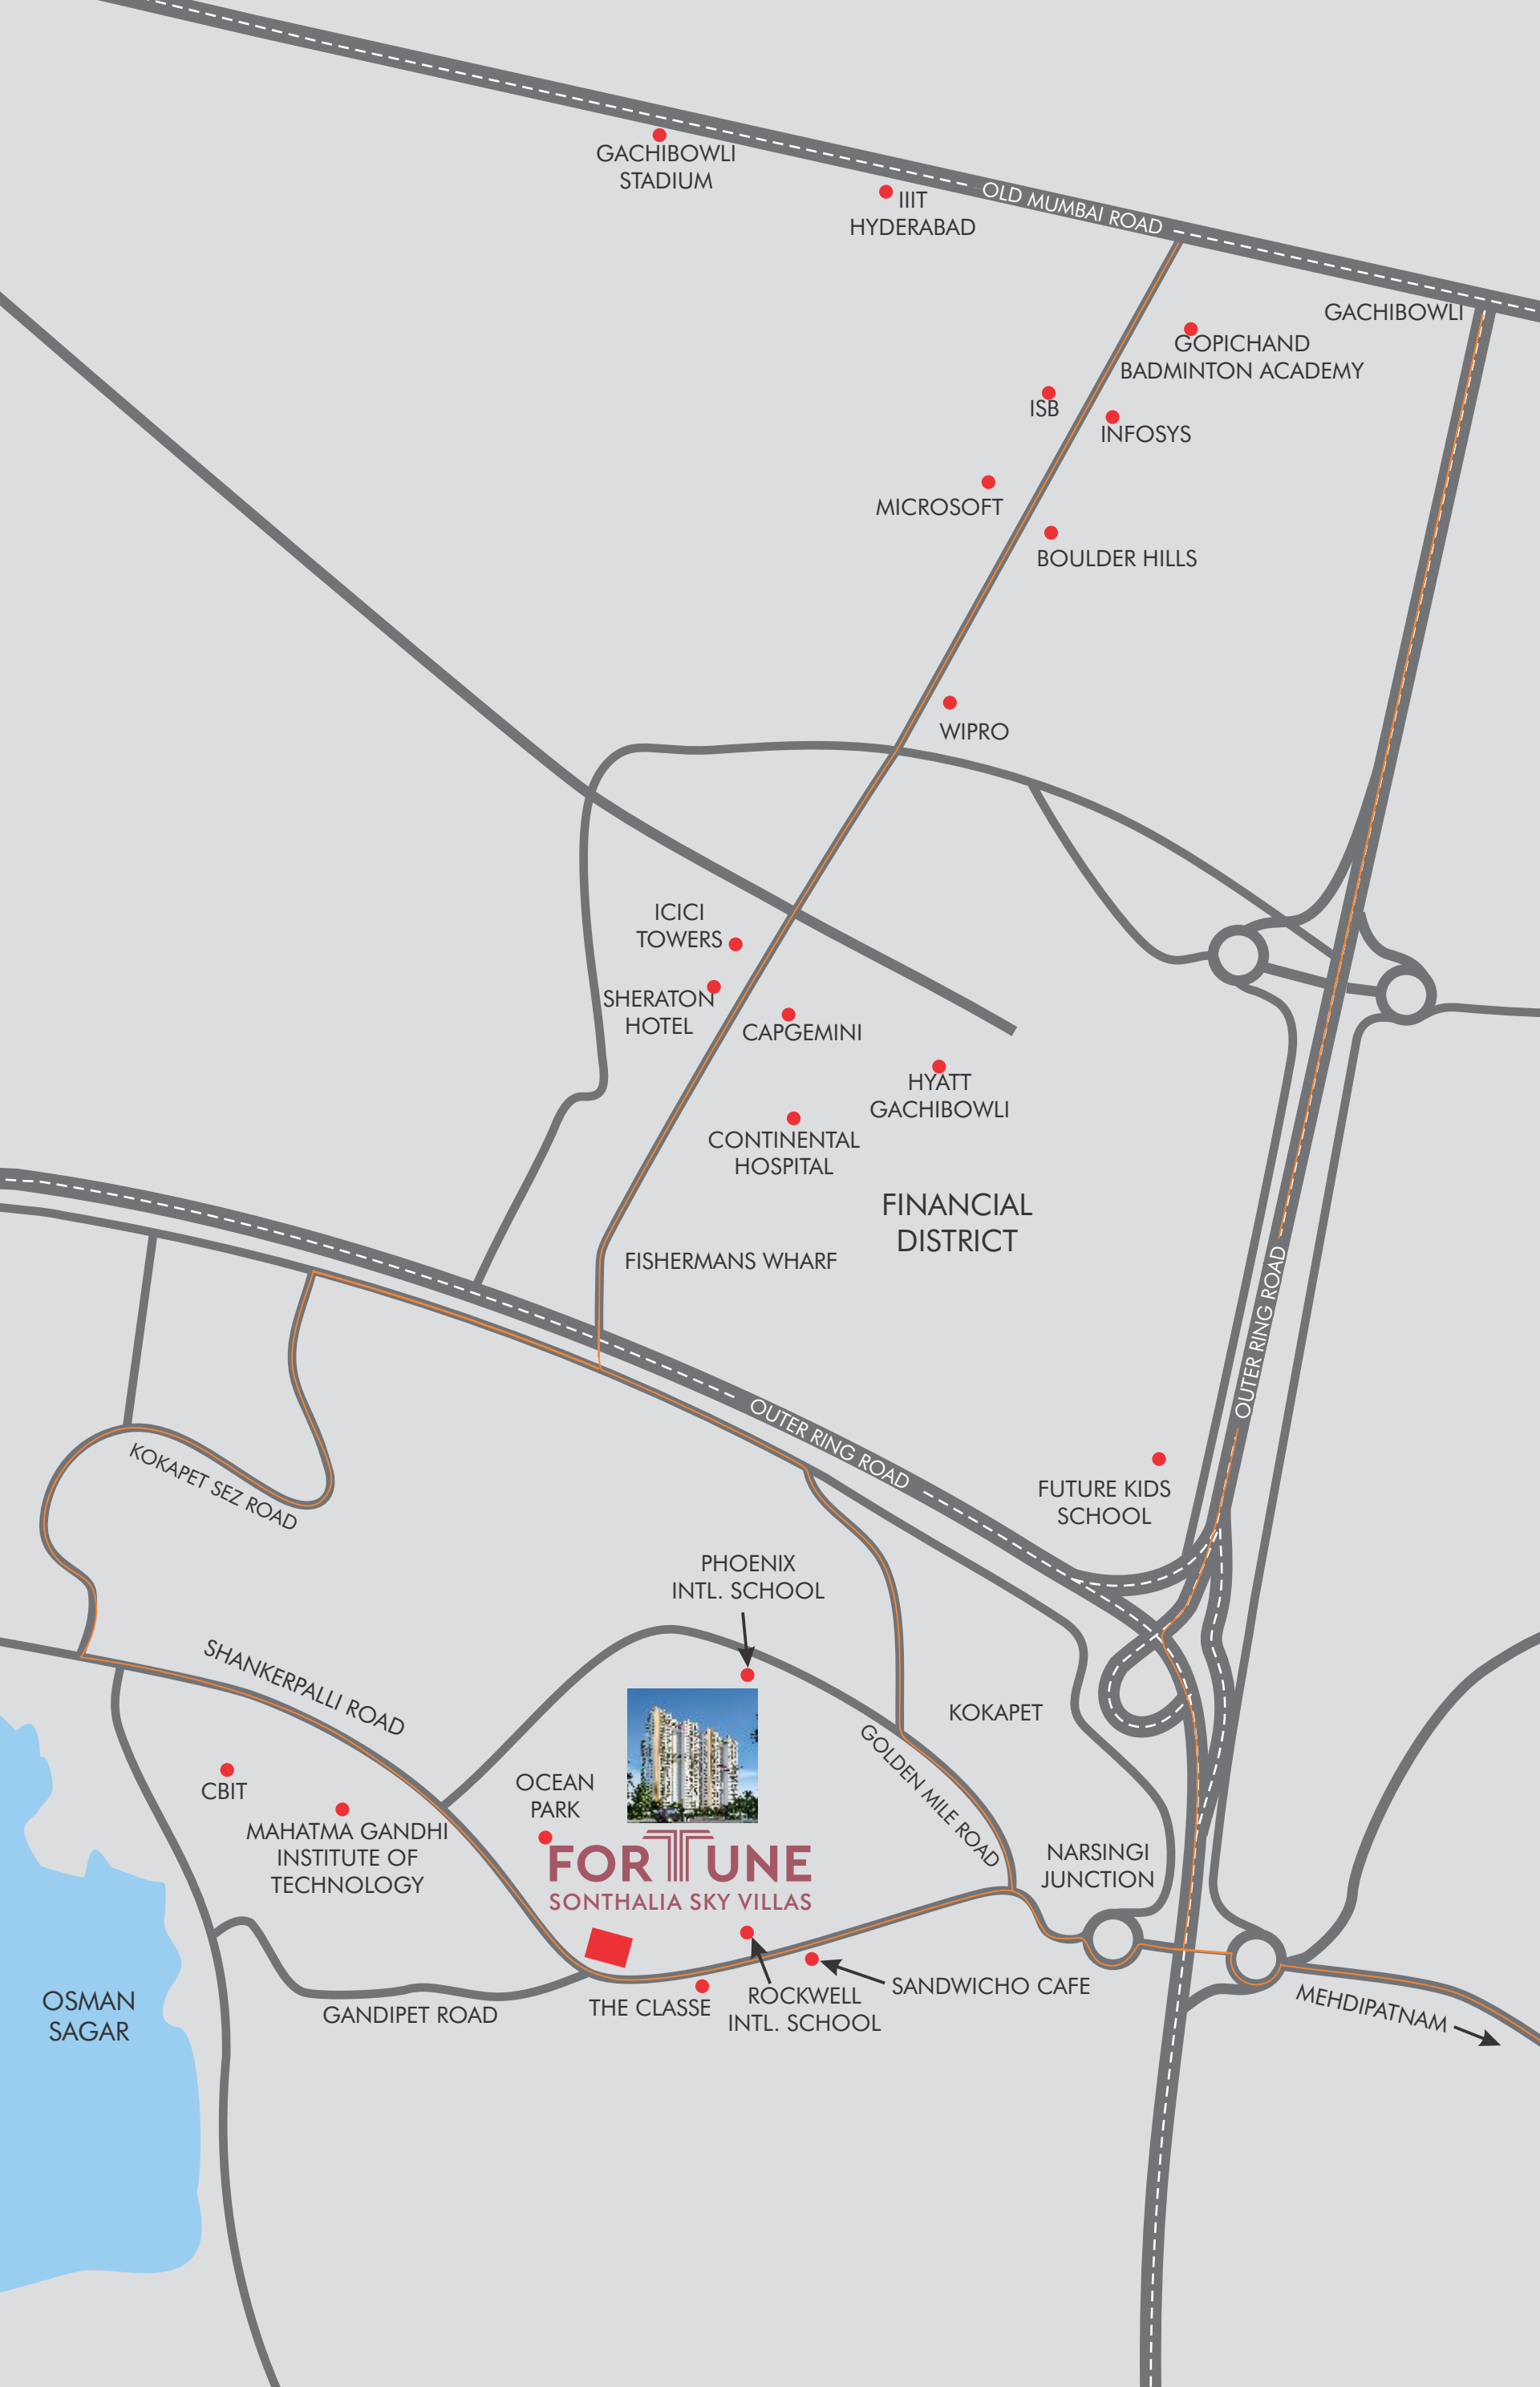 GACHIBOWLI
STADIUM
IIIT
HYDERABAD
OLD MUMBAI ROAD
GACHIBOWLI
GOPICHAND
BADMINTON ACADEMY
ISB
INFOSYS
MICROSOFT
BOULDER HILLS
WIPRO
ICICI
TOWERS
SHERATON
HOTEL
CAPGEMINI
HYATT
GACHIBOWLI
CONTINENTAL
HOSPITAL
FINANCIAL
DISTRICT
FISHERMANS WHARF
OUTER RING ROAD
OUTER RING ROAD
KOKAPET SEZ ROAD
FUTURE KIDS
SCHOOL
PHOENIX
INTL. SCHOOL
SHANKERPALLI ROAD
KOKAPET
GOLDEN MILE ROAD
CBIT
OCEAN
PARK
MAHATMA GANDHI
INSTITUTE OF
TECHNOLOGY
FORTUNE
SONTHALIA SKY VILLAS
NARSINGI
JUNCTION
OSMAN
SAGAR
GANDIPET ROAD
THE CLASSE
ROCKWELL
INTL. SCHOOL
SANDWICHO CAFE
MEHDIPATNAM